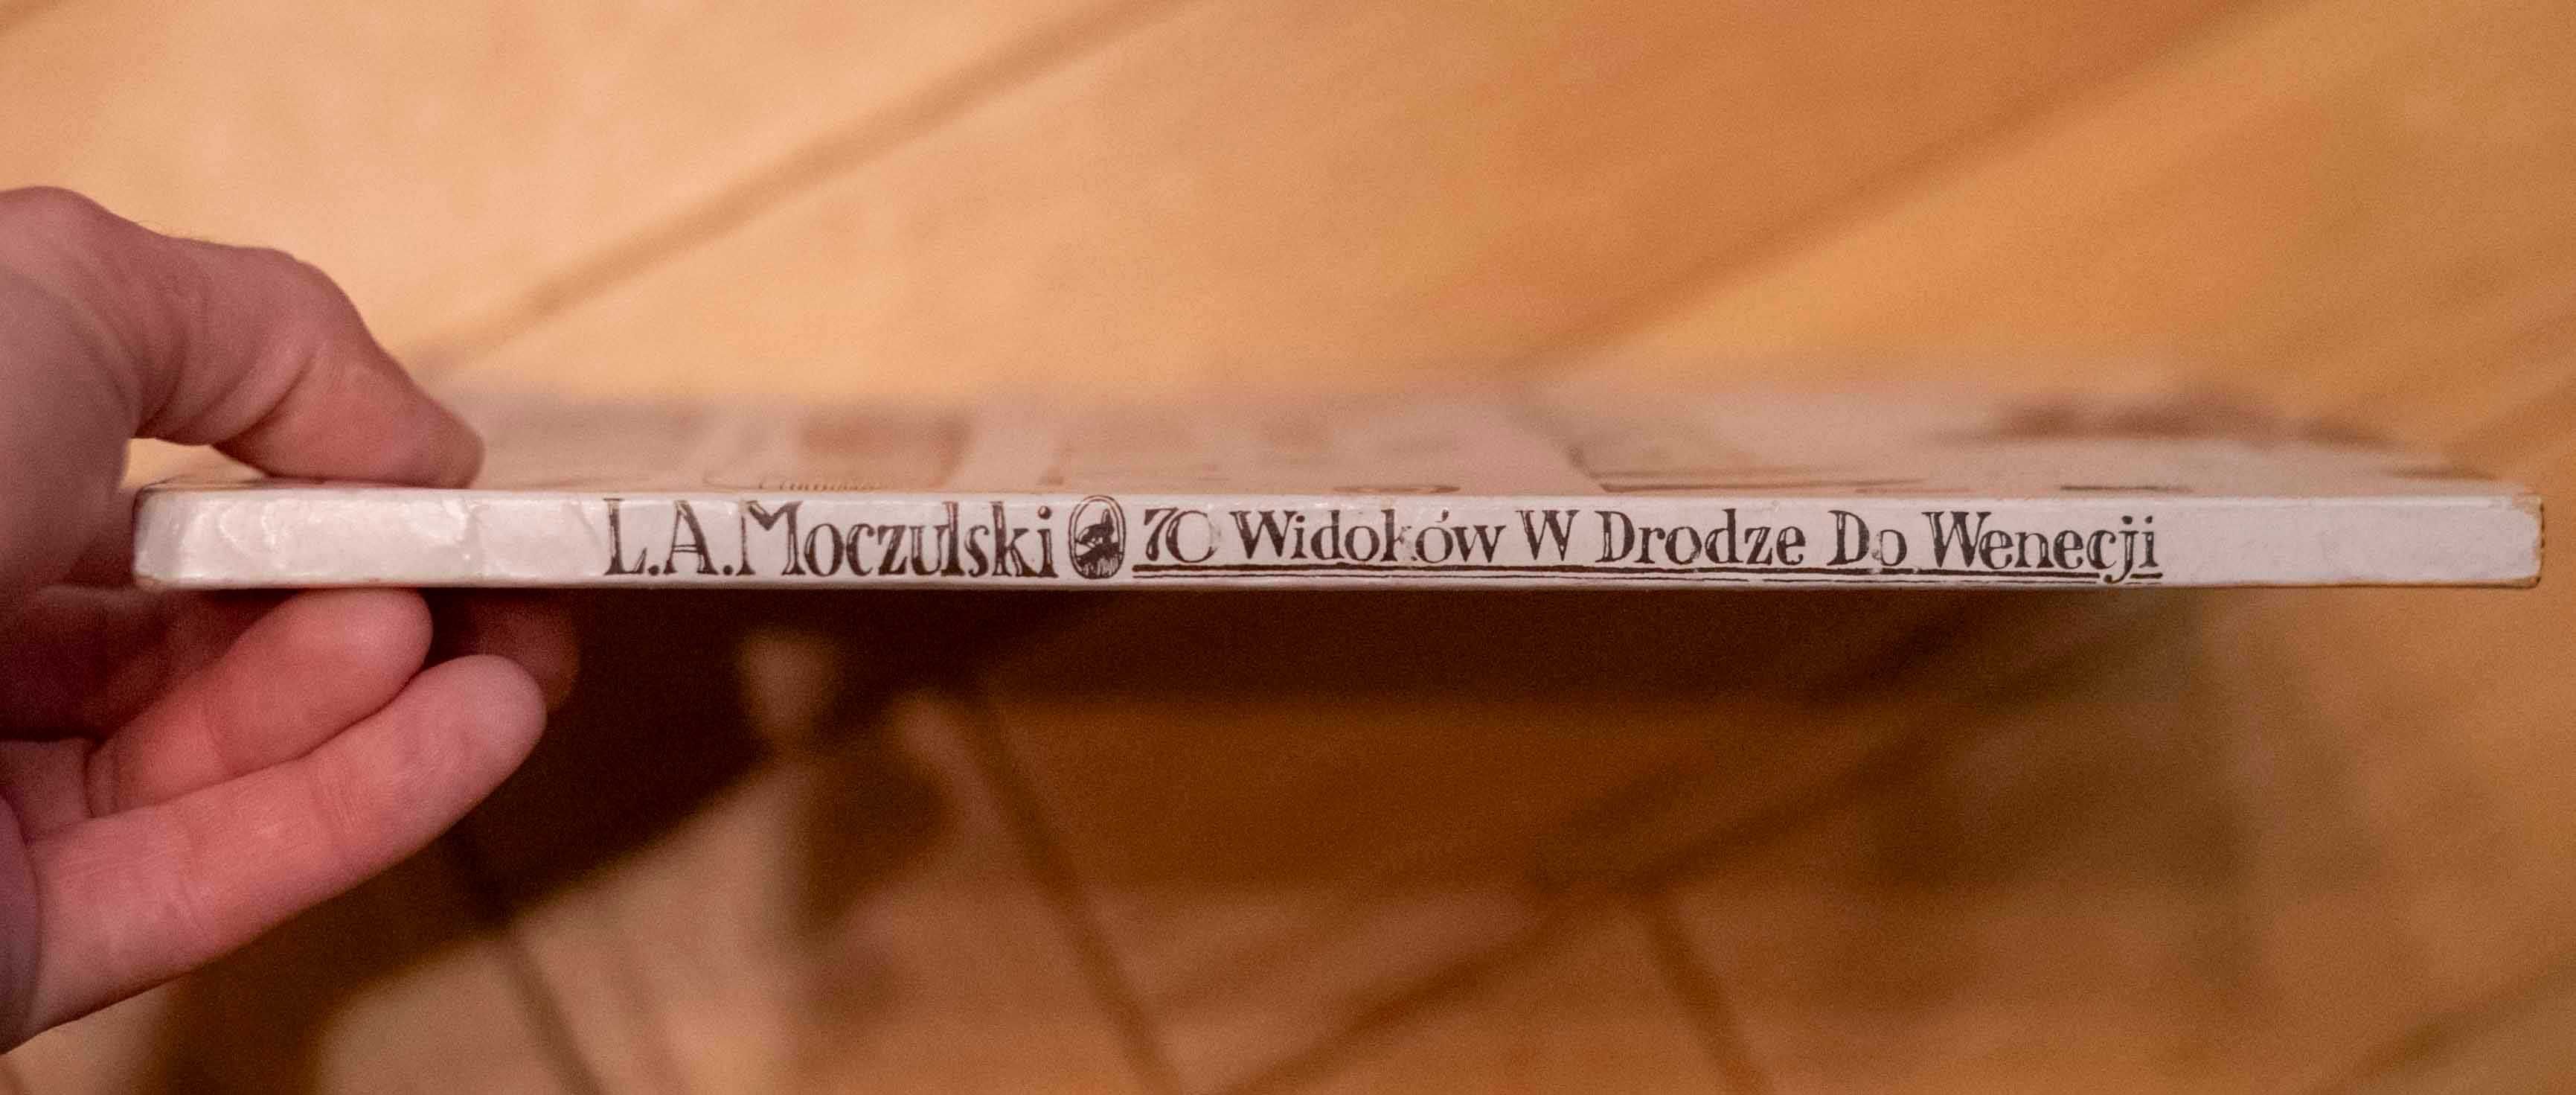 L.A. Moczulski 70 Widoków W Drodze Do Wenecji